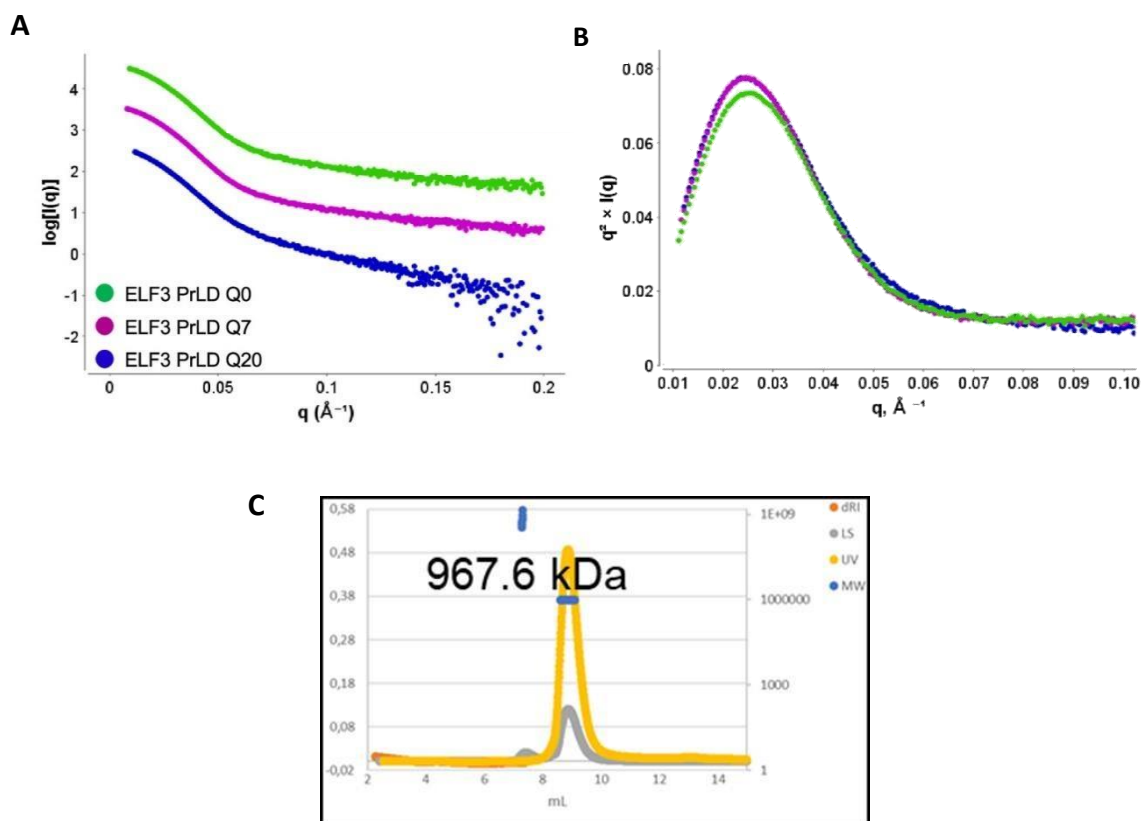 A
log[I(q)]
4
3
2
1
0
-1
-2
ELF3 PrLD Q0
ELF3 PrLD Q7
ELF3 PrLD Q20
0 0.05 0.1 0.15 0.2
q (Å⁻¹)
B
q² × I(q)
0.08
0.06
0.04
0.02
0
0.01 0.02 0.03 0.04 0.05 0.06 0.07 0.08 0.09 0.10
q, Å ⁻¹
C
0,58
0,48
0,38
0,28
0,18
0,08
-0,02
967.6 kDa
1E+09
1000000
1000
1
dRI
LS
UV
MW
2 4 6 8 10 12 14
mL